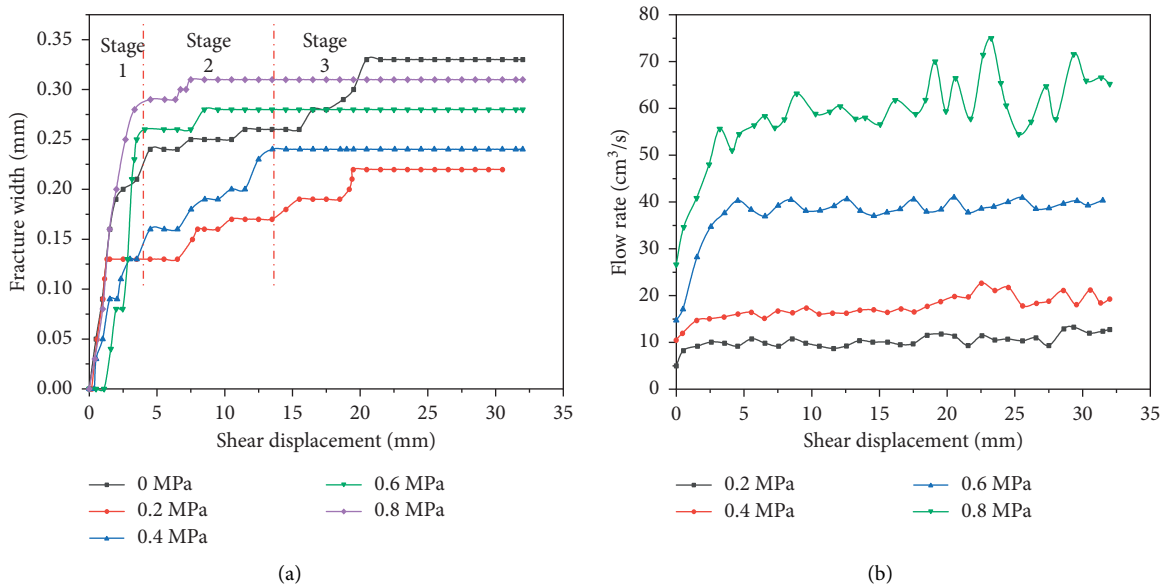 Stage
1
Stage
2
Stage
3
0.35
0.30
0.25
0.20
0.15
0.10
0.05
0.00
Fracture width (mm)
0
5
10
15
20
25
30
35
Shear displacement (mm)
0 MPa
0.2 MPa
0.4 MPa
0.6 MPa
0.8 MPa
(a)
80
70
60
50
40
30
20
10
0
Flow rate (cm³/s)
0
5
10
15
20
25
30
35
Shear displacement (mm)
0.2 MPa
0.4 MPa
0.6 MPa
0.8 MPa
(b)